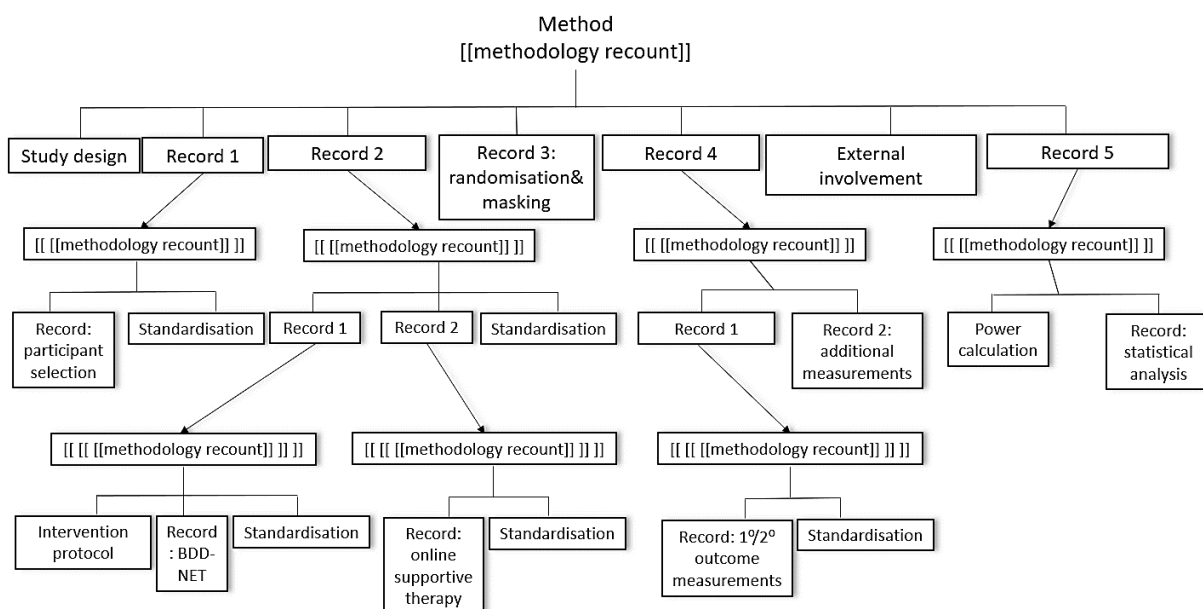 Method
[[methodology recount]]
Study design
Record 1
Record 2
Record 3:
randomisation&
masking
Record 4
External
involvement
Record 5
[[ [[methodology recount]] ]]
[[ [[methodology recount]] ]]
[[ [[methodology recount]] ]]
[[ [[methodology recount]] ]]
Record:
participant
selection
Standardisation
Record 1
Record 2
Standardisation
Record 1
Record 2:
additional
measurements
Power
calculation
Record:
statistical
analysis
[[ [[ [[methodology recount]] ]] ]]
[[ [[ [[methodology recount]] ]] ]]
[[ [[ [[methodology recount]] ]] ]]
Intervention
protocol
Record
: BDD-
NET
Standardisation
Record:
online
supportive
therapy
Standardisation
Record: 1⁰/2⁰
outcome
measurements
Standardisation